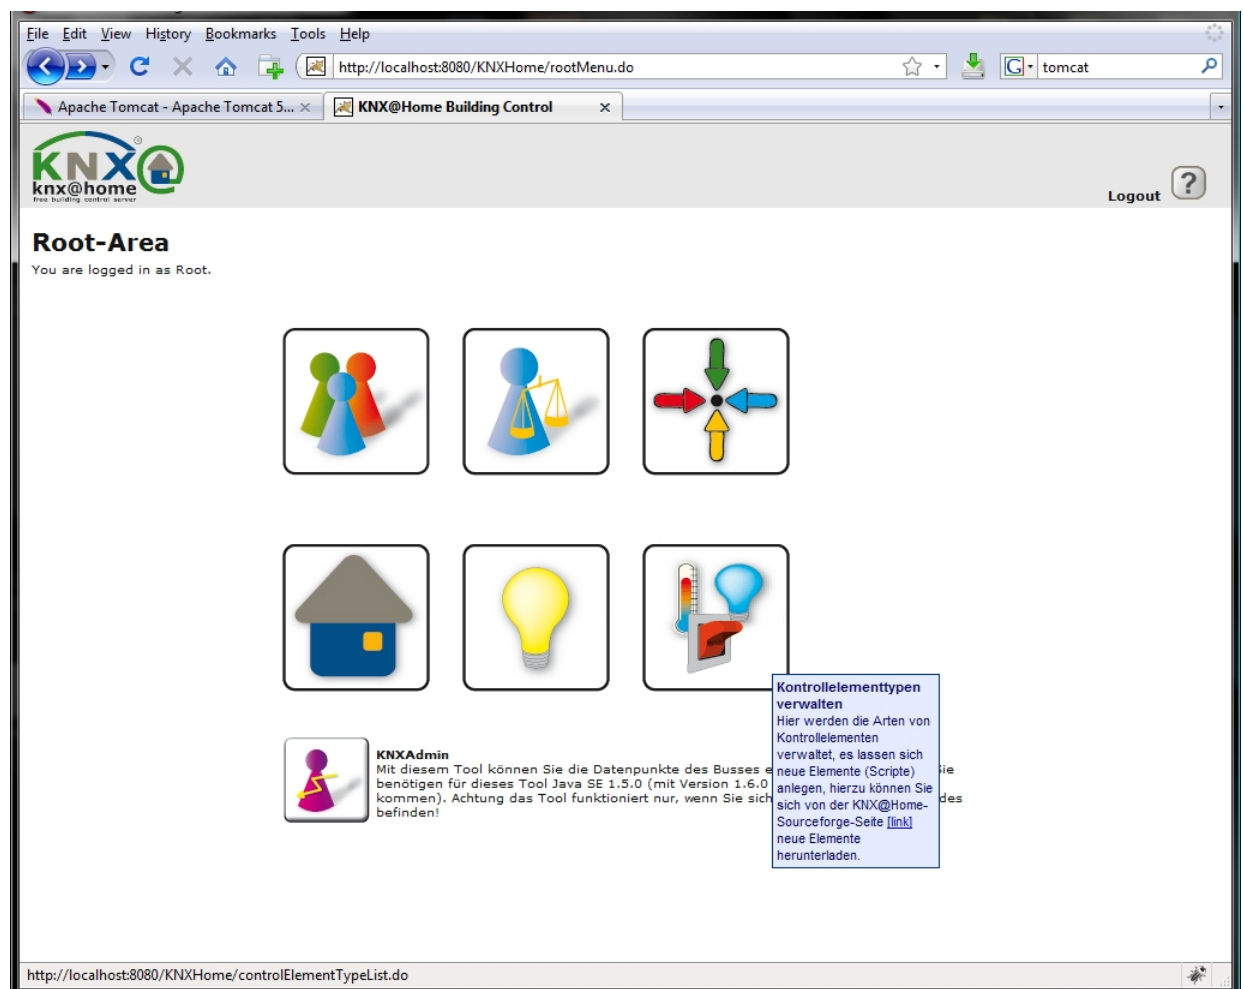 File Edit View History Bookmarks Tools Help
http://localhost:8080/KNXHome/rootMenu.do
G tomcat
Apache Tomcat - Apache Tomcat 5...
KNX@Home Building Control
KNX@
knx@home
free building control server
Logout ?
Root-Area
You are logged in as Root.
Kontrollelementtypen
verwalten
Hier werden die Arten von
Kontrollelementen
verwaltet, es lassen sich
neue Elemente (Scripte)
anlegen, hierzu können Sie
sich von der KNX@Home-
Sourceforge-Seite [link]
neue Elemente
herunterladen.
KNXAdmin
Mit diesem Tool können Sie die Datenpunkte des Busses
benötigen für dieses Tool Java SE 1.5.0 (mit Version 1.6.0
kommen). Achtung das Tool funktioniert nur, wenn Sie sich
befinden!
http://localhost:8080/KNXHome/controlElementTypeList.do